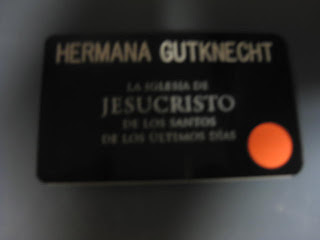 HERMANA GUTKNECHT
LA IGLESIA DE
JESUCRISTO
DE LOS SANTOS
DE LOS ÚLTIMOS DÍAS